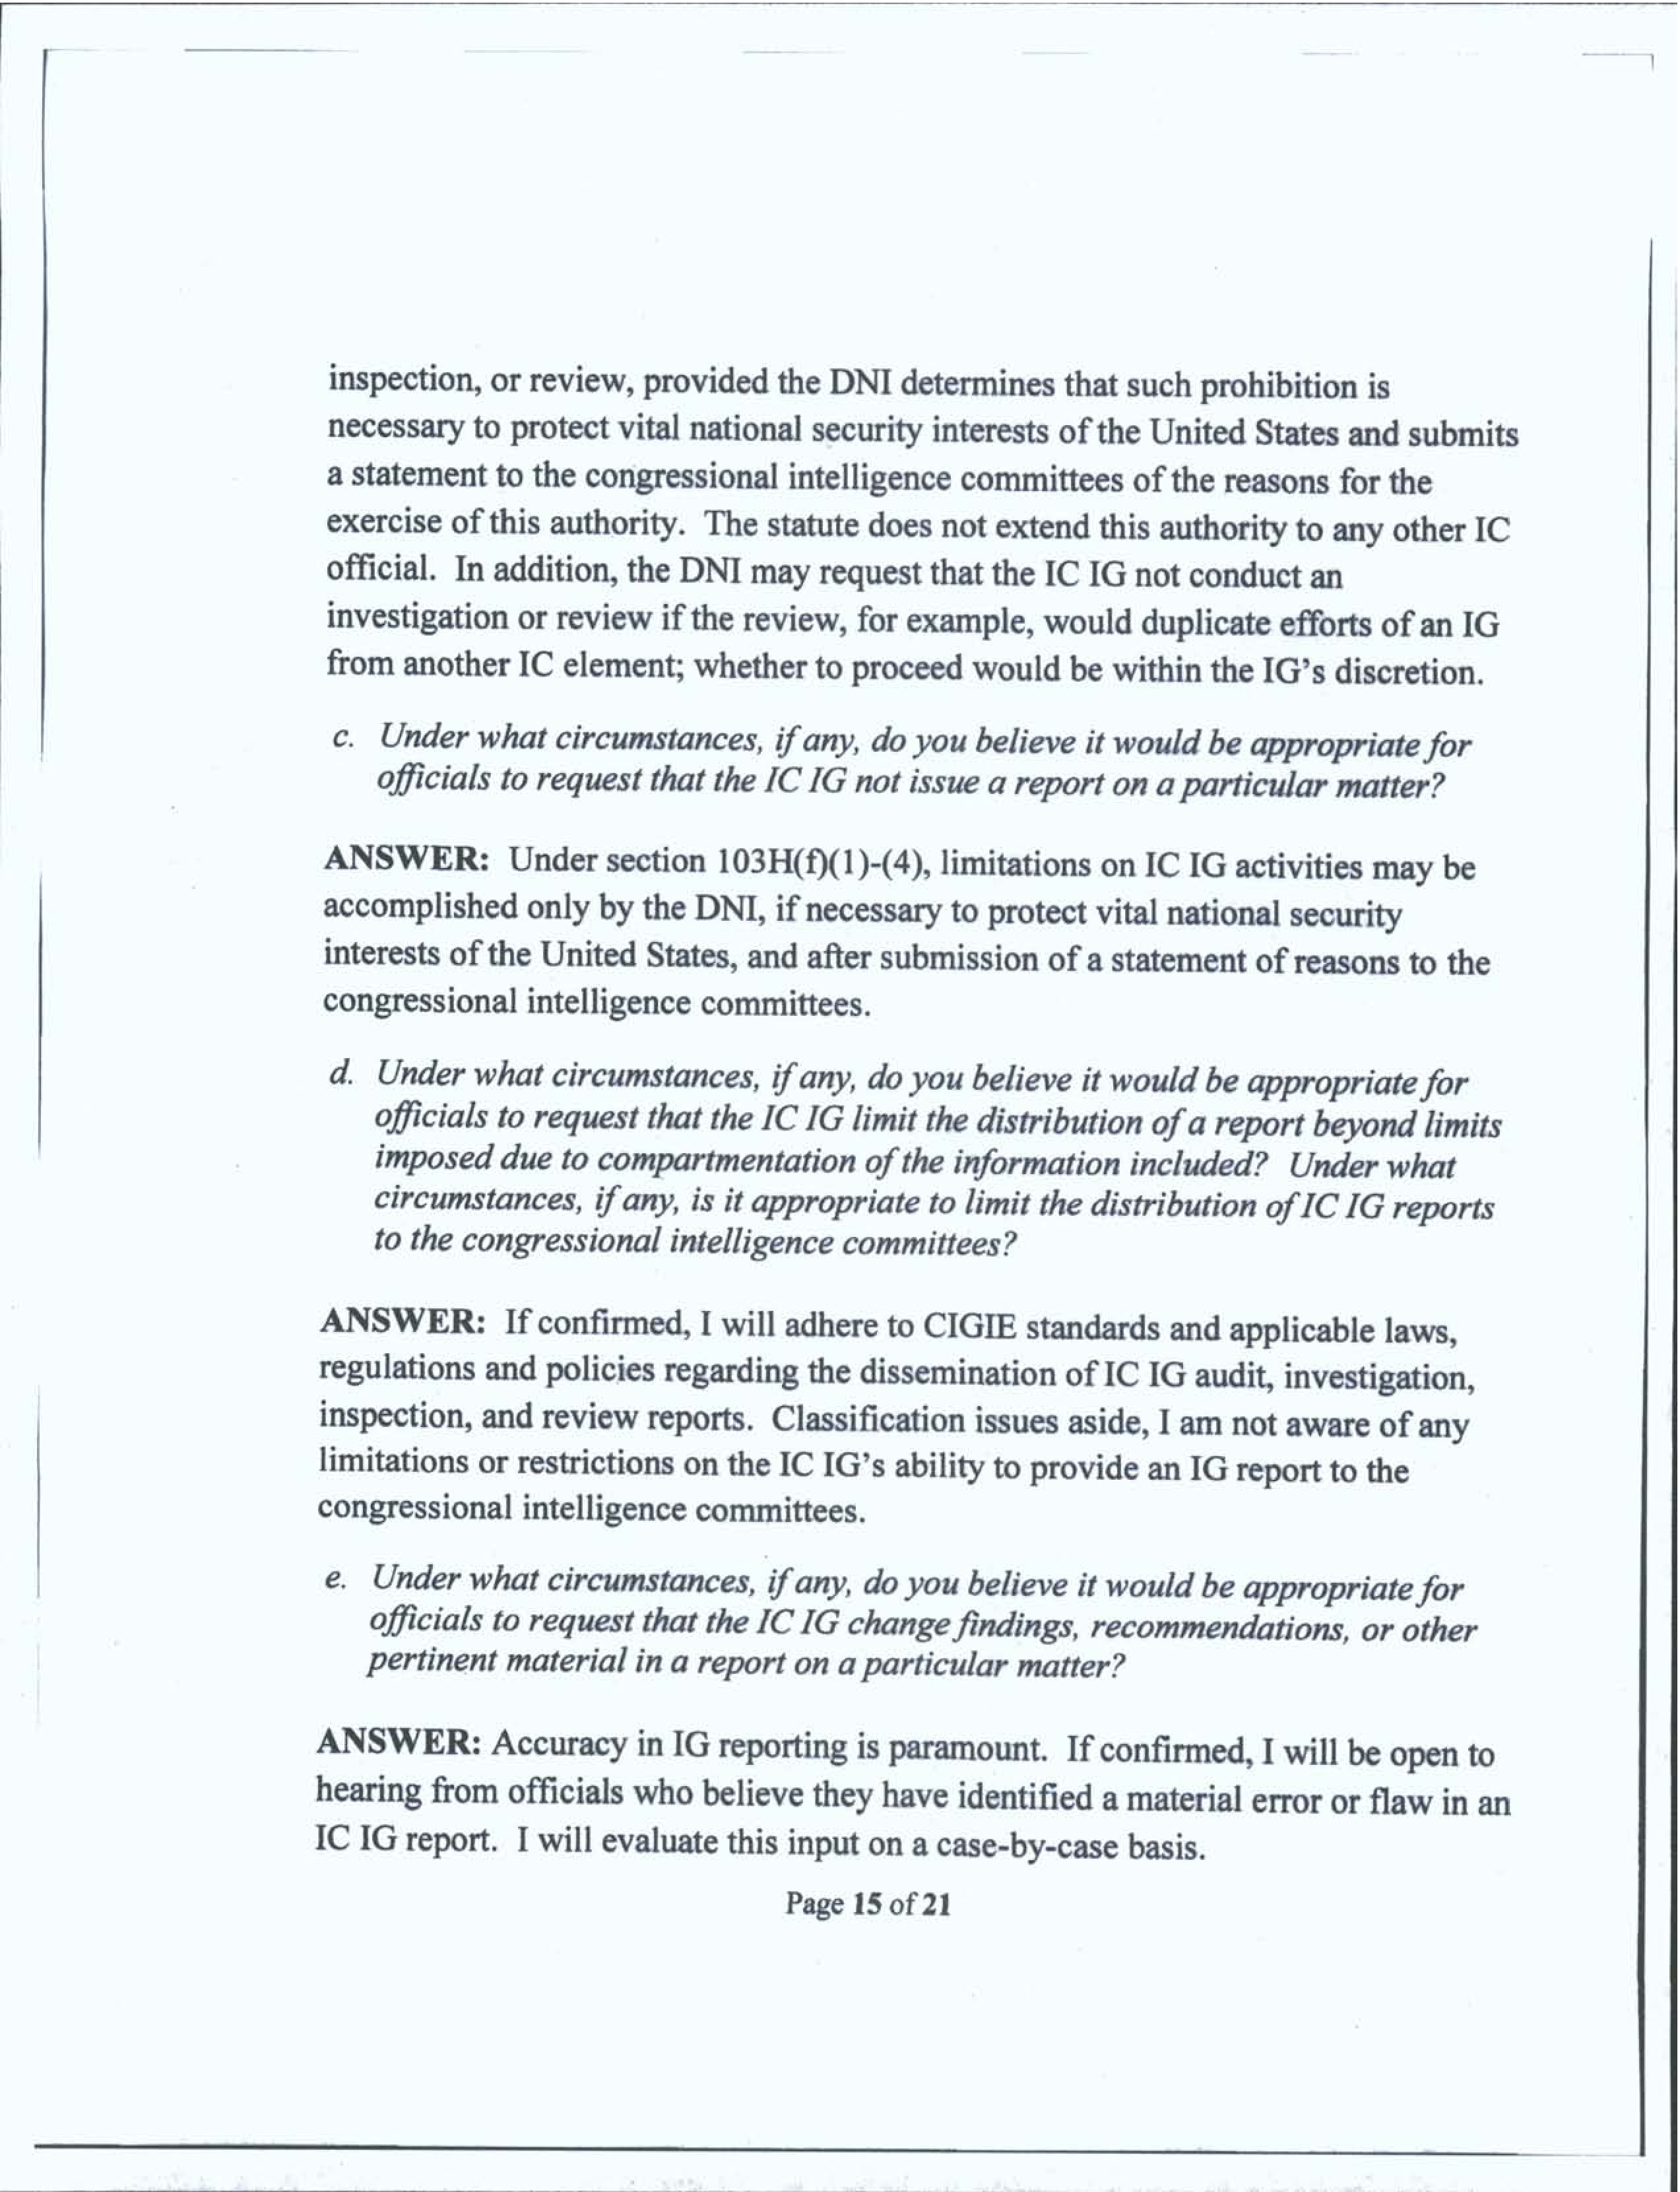 inspection, or review, provided the DNI determines that such prohibition is
necessary to protect vital national security interests of the United States and submits
a statement to the congressional intelligence committees of the reasons for the
exercise of this authority.  The statute does not extend this authority to any other IC
official.  In addition, the DNI may request that the IC IG not conduct an
investigation or review if the review, for example, would duplicate efforts of an IG
from another IC element; whether to proceed would be within the IG's discretion.
c. Under what circumstances, if any, do you believe it would be appropriate for
officials to request that the IC IG not issue a report on a particular matter?
ANSWER:  Under section 103H(f)(1)-(4), limitations on IC IG activities may be
accomplished only by the DNI, if necessary to protect vital national security
interests of the United States, and after submission of a statement of reasons to the
congressional intelligence committees.
d. Under what circumstances, if any, do you believe it would be appropriate for
officials to request that the IC IG limit the distribution of a report beyond limits
imposed due to compartmentation of the information included?  Under what
circumstances, if any, is it appropriate to limit the distribution of IC IG reports
to the congressional intelligence committees?
ANSWER:  If confirmed, I will adhere to CIGIE standards and applicable laws,
regulations and policies regarding the dissemination of IC IG audit, investigation,
inspection, and review reports.  Classification issues aside, I am not aware of any
limitations or restrictions on the IC IG's ability to provide an IG report to the
congressional intelligence committees.
e. Under what circumstances, if any, do you believe it would be appropriate for
officials to request that the IC IG change findings, recommendations, or other
pertinent material in a report on a particular matter?
ANSWER: Accuracy in IG reporting is paramount.  If confirmed, I will be open to
hearing from officials who believe they have identified a material error or flaw in an
IC IG report.  I will evaluate this input on a case-by-case basis.
Page 15 of 21